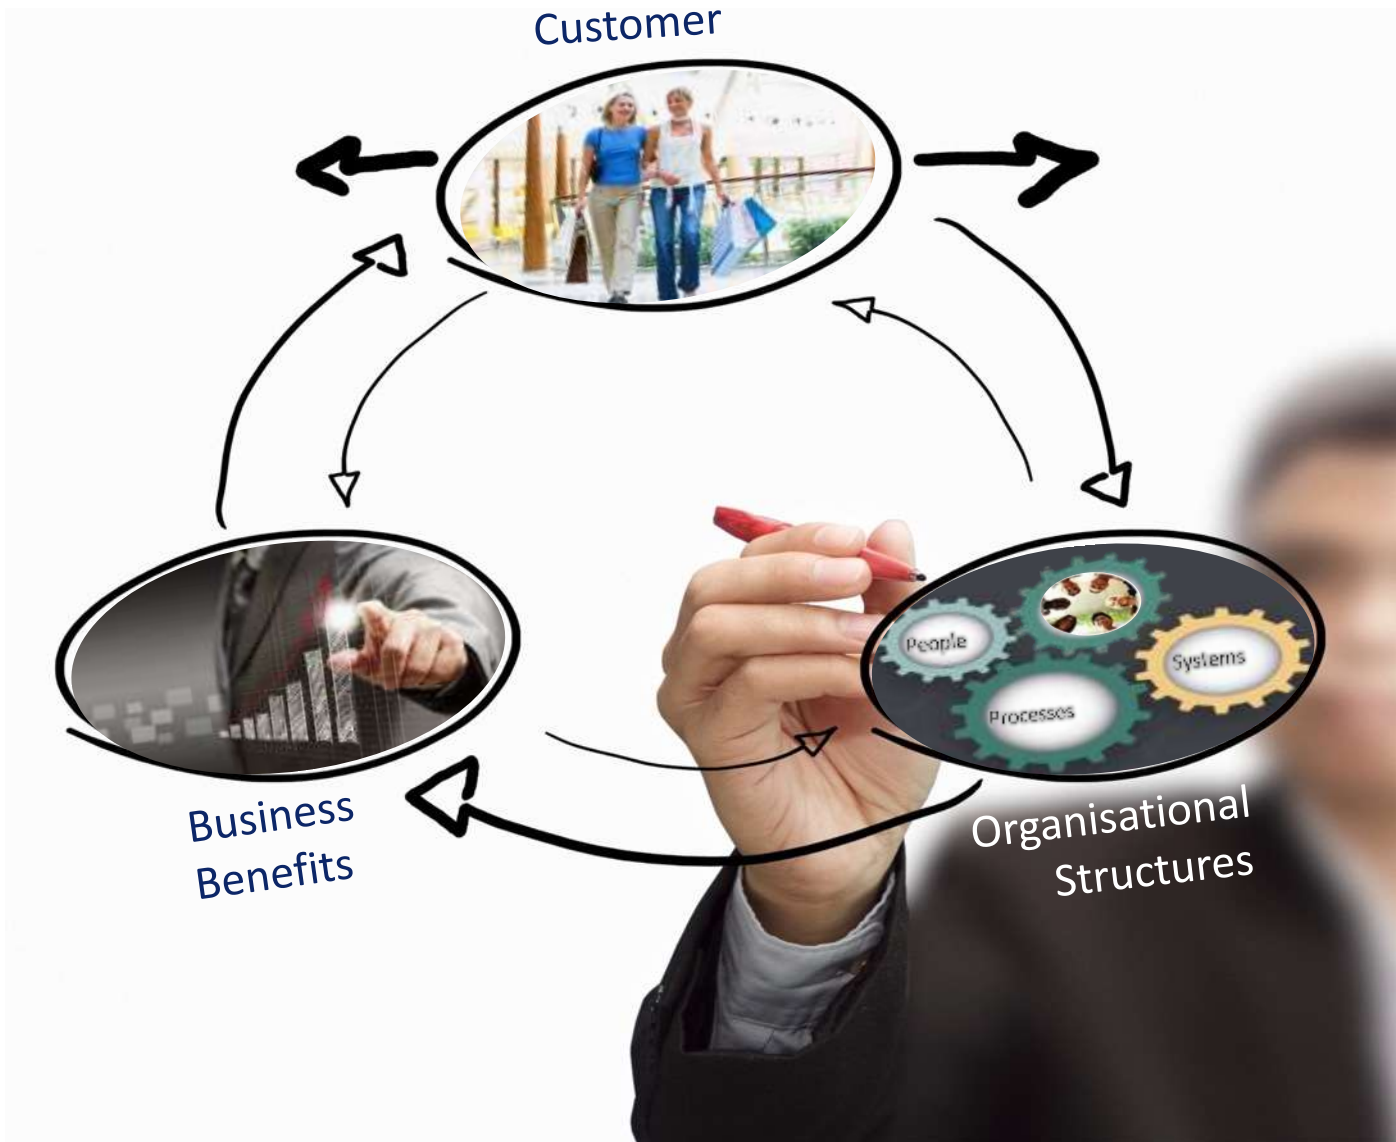 Customer
People
Systems
Processes
Business
Benefits
Organisational
Structures